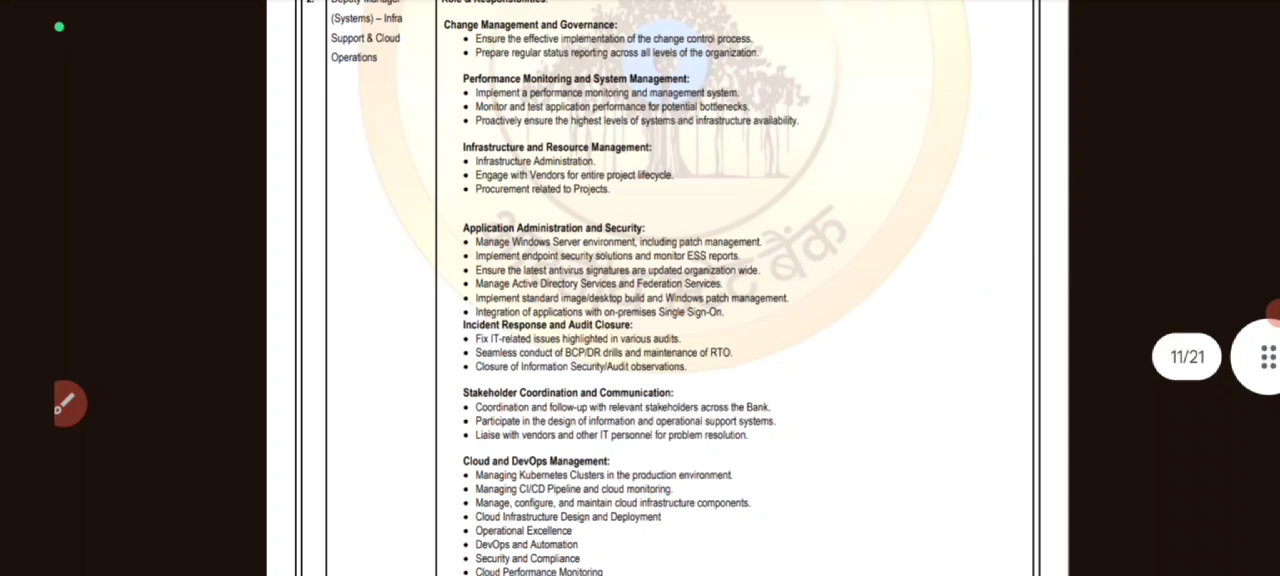 2. Deputy Manager
(Systems) – Infra
Support & Cloud
Operations
Role & Responsibilities:
Change Management and Governance:
• Ensure the effective implementation of the change control process.
• Prepare regular status reporting across all levels of the organization.
Performance Monitoring and System Management:
• Implement a performance monitoring and management system.
• Monitor and test application performance for potential bottlenecks.
• Proactively ensure the highest levels of systems and infrastructure availability.
Infrastructure and Resource Management:
• Infrastructure Administration.
• Engage with Vendors for entire project lifecycle.
• Procurement related to Projects.
Application Administration and Security:
• Manage Windows Server environment, including patch management.
• Implement endpoint security solutions and monitor ESS reports.
• Ensure the latest antivirus signatures are updated organization wide.
• Manage Active Directory Services and Federation Services.
• Implement standard image/desktop build and Windows patch management.
• Integration of applications with on-premises Single Sign-On.
Incident Response and Audit Closure:
• Fix IT-related issues highlighted in various audits.
• Seamless conduct of BCP/DR drills and maintenance of RTO.
• Closure of Information Security/Audit observations.
Stakeholder Coordination and Communication:
• Coordination and follow-up with relevant stakeholders across the Bank.
• Participate in the design of information and operational support systems.
• Liaise with vendors and other IT personnel for problem resolution.
Cloud and DevOps Management:
• Managing Kubernetes Clusters in the production environment.
• Managing CI/CD Pipeline and cloud monitoring.
• Manage, configure, and maintain cloud infrastructure components.
• Cloud Infrastructure Design and Deployment
• Operational Excellence
• DevOps and Automation
• Security and Compliance
• Cloud Performance Monitoring
बैंक
11/21